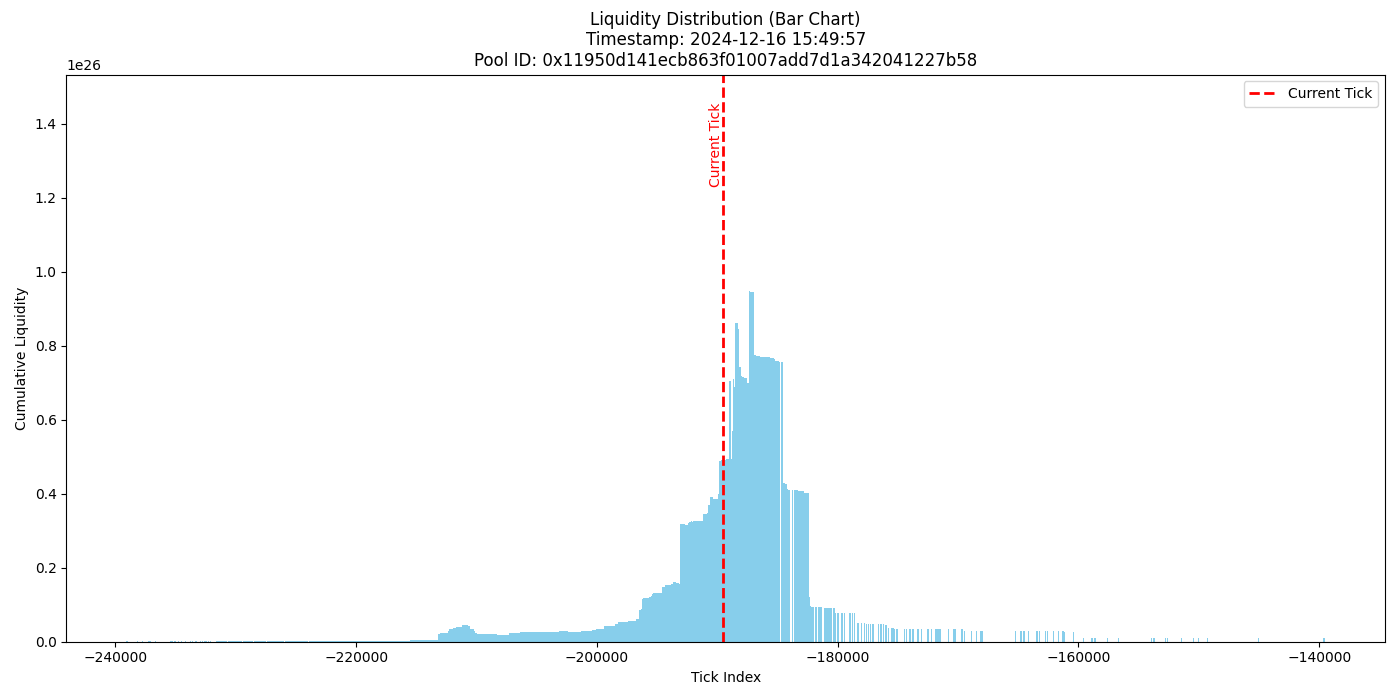 Liquidity Distribution (Bar Chart)
Timestamp: 2024-12-16 15:49:57
Pool ID: 0x11950d141ecb863f01007add7d1a342041227b58
1e26
Current Tick
Current Tick
1.4
1.2
1.0
0.8
0.6
0.4
0.2
0.0
Cumulative Liquidity
−240000
−220000
−200000
−180000
−160000
−140000
Tick Index